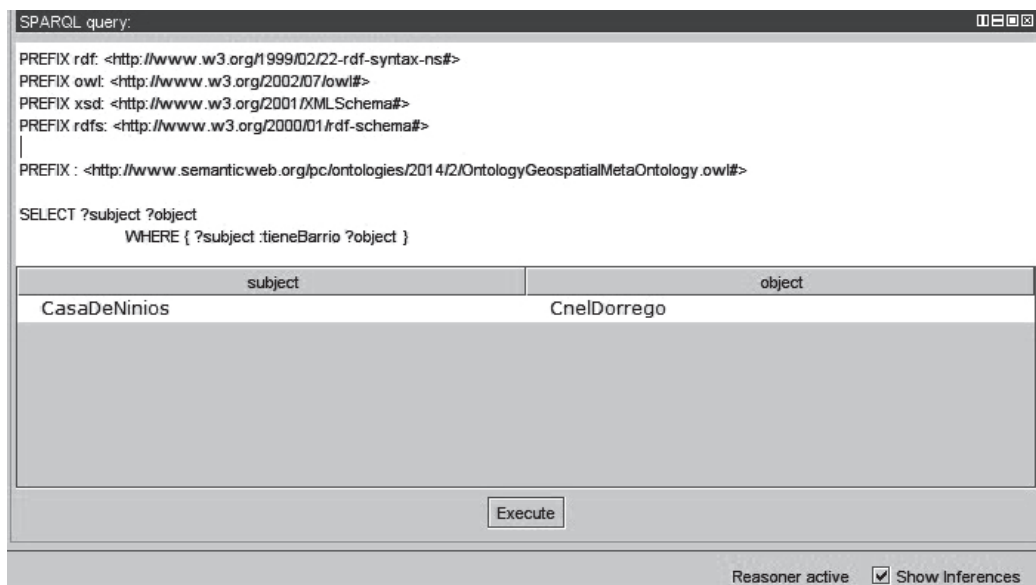 SPARQL query:
PREFIX rdf: <http://www.w3.org/1999/02/22-rdf-syntax-ns#>
PREFIX owl: <http://www.w3.org/2002/07/owl#>
PREFIX xsd: <http://www.w3.org/2001/XMLSchema#>
PREFIX rdfs: <http://www.w3.org/2000/01/rdf-schema#>
PREFIX : <http://www.semanticweb.org/pc/ontologies/2014/2/OntologyGeospatialMetaOntology.owl#>
SELECT ?subject ?object
WHERE { ?subject :tieneBarrio ?object }
subject object
CasaDeNinios CnelDorrego
Execute
Reasoner active Show Inferences